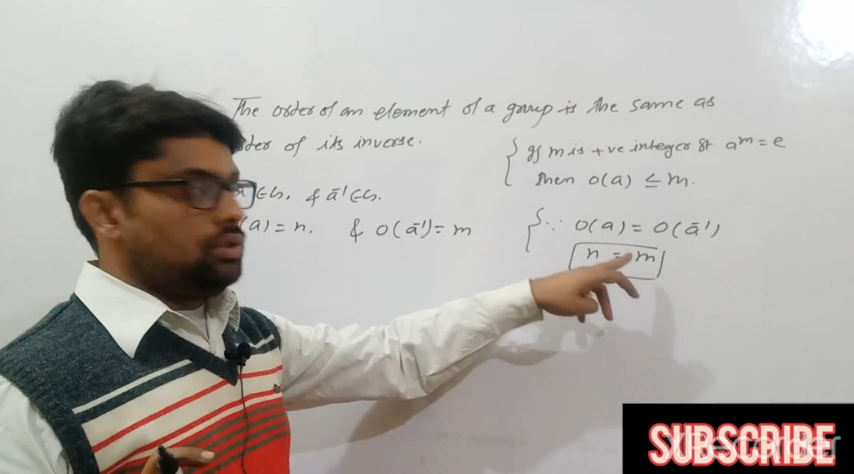 The order of an element of a group is the same as
order of its inverse.
{ If m is +ve integer st a^m = e
then o(a) ≤ m.
a ∈ G, & a⁻¹ ∈ G.
(a) = n. & o(a⁻¹) = m
{ ∵ o(a) = o(a⁻¹)
n = m
SUBSCRIBE